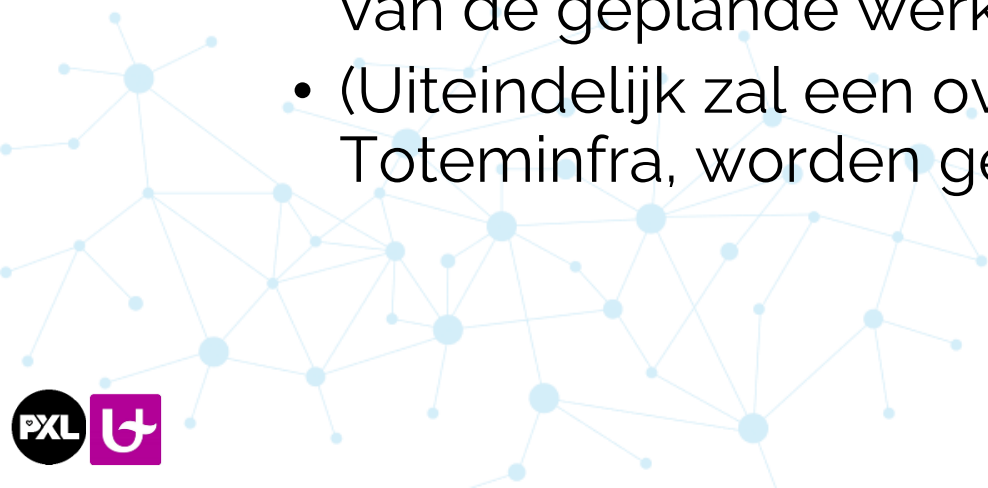 van de geplande werk
• (Uiteindelijk zal een ov
Toteminfra, worden ge
PXL